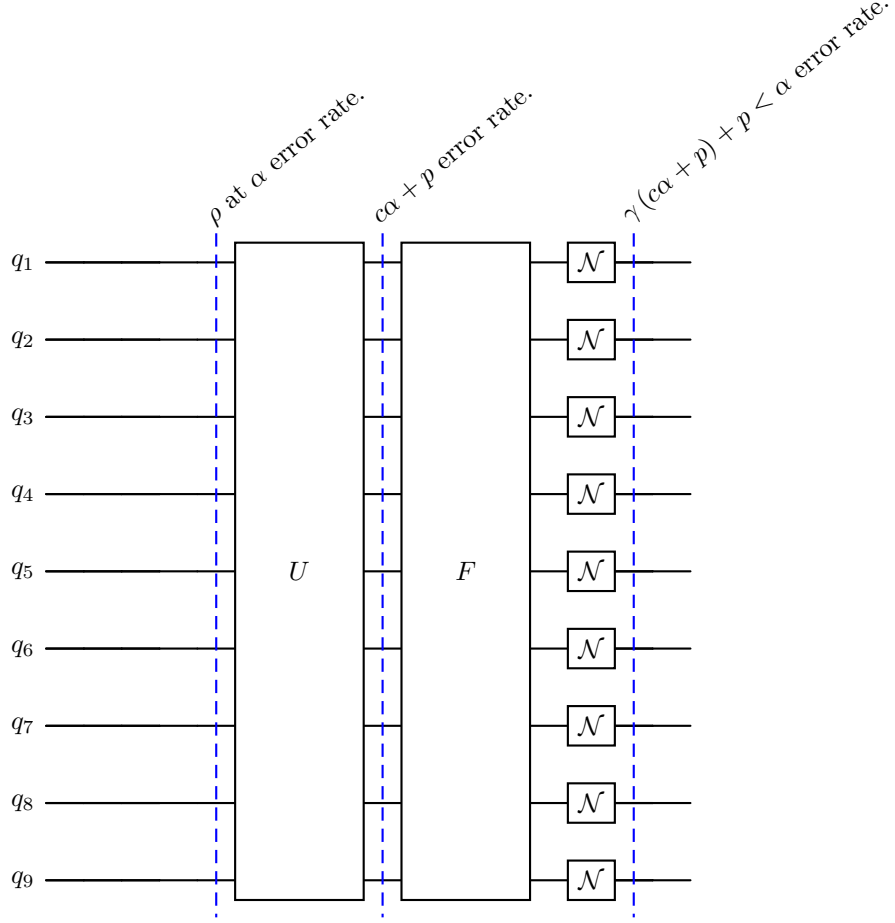 ρ at α error rate.
cα + p error rate.
γ (cα + p) + p < α error rate.
q₁ 𝒩
q₂ 𝒩
q₃ 𝒩
q₄ 𝒩
q₅ U F 𝒩
q₆ 𝒩
q₇ 𝒩
q₈ 𝒩
q₉ 𝒩